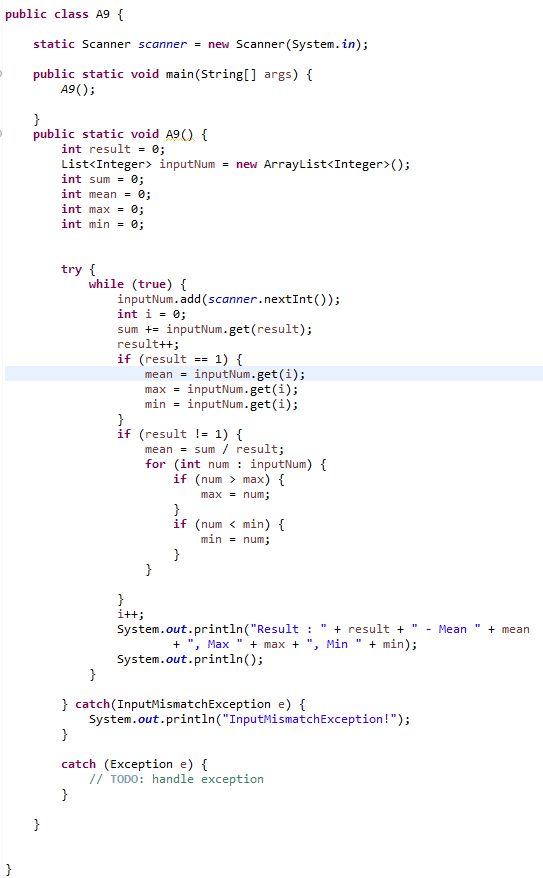 public class A9 {
static Scanner scanner = new Scanner(System.in);
public static void main(String[] args) {
A9();
}
public static void A9() {
int result = 0;
List<Integer> inputNum = new ArrayList<Integer>();
int sum = 0;
int mean = 0;
int max = 0;
int min = 0;
try {
while (true) {
inputNum.add(scanner.nextInt());
int i = 0;
sum += inputNum.get(result);
result++;
if (result == 1) {
mean = inputNum.get(i);
max = inputNum.get(i);
min = inputNum.get(i);
}
if (result != 1) {
mean = sum / result;
for (int num : inputNum) {
if (num > max) {
max = num;
}
if (num < min) {
min = num;
}
}
}
i++;
System.out.println("Result : " + result + " - Mean " + mean
+ ", Max " + max + ", Min " + min);
System.out.println();
}
} catch(InputMismatchException e) {
System.out.println("InputMismatchException!");
}
catch (Exception e) {
// TODO: handle exception
}
}
}